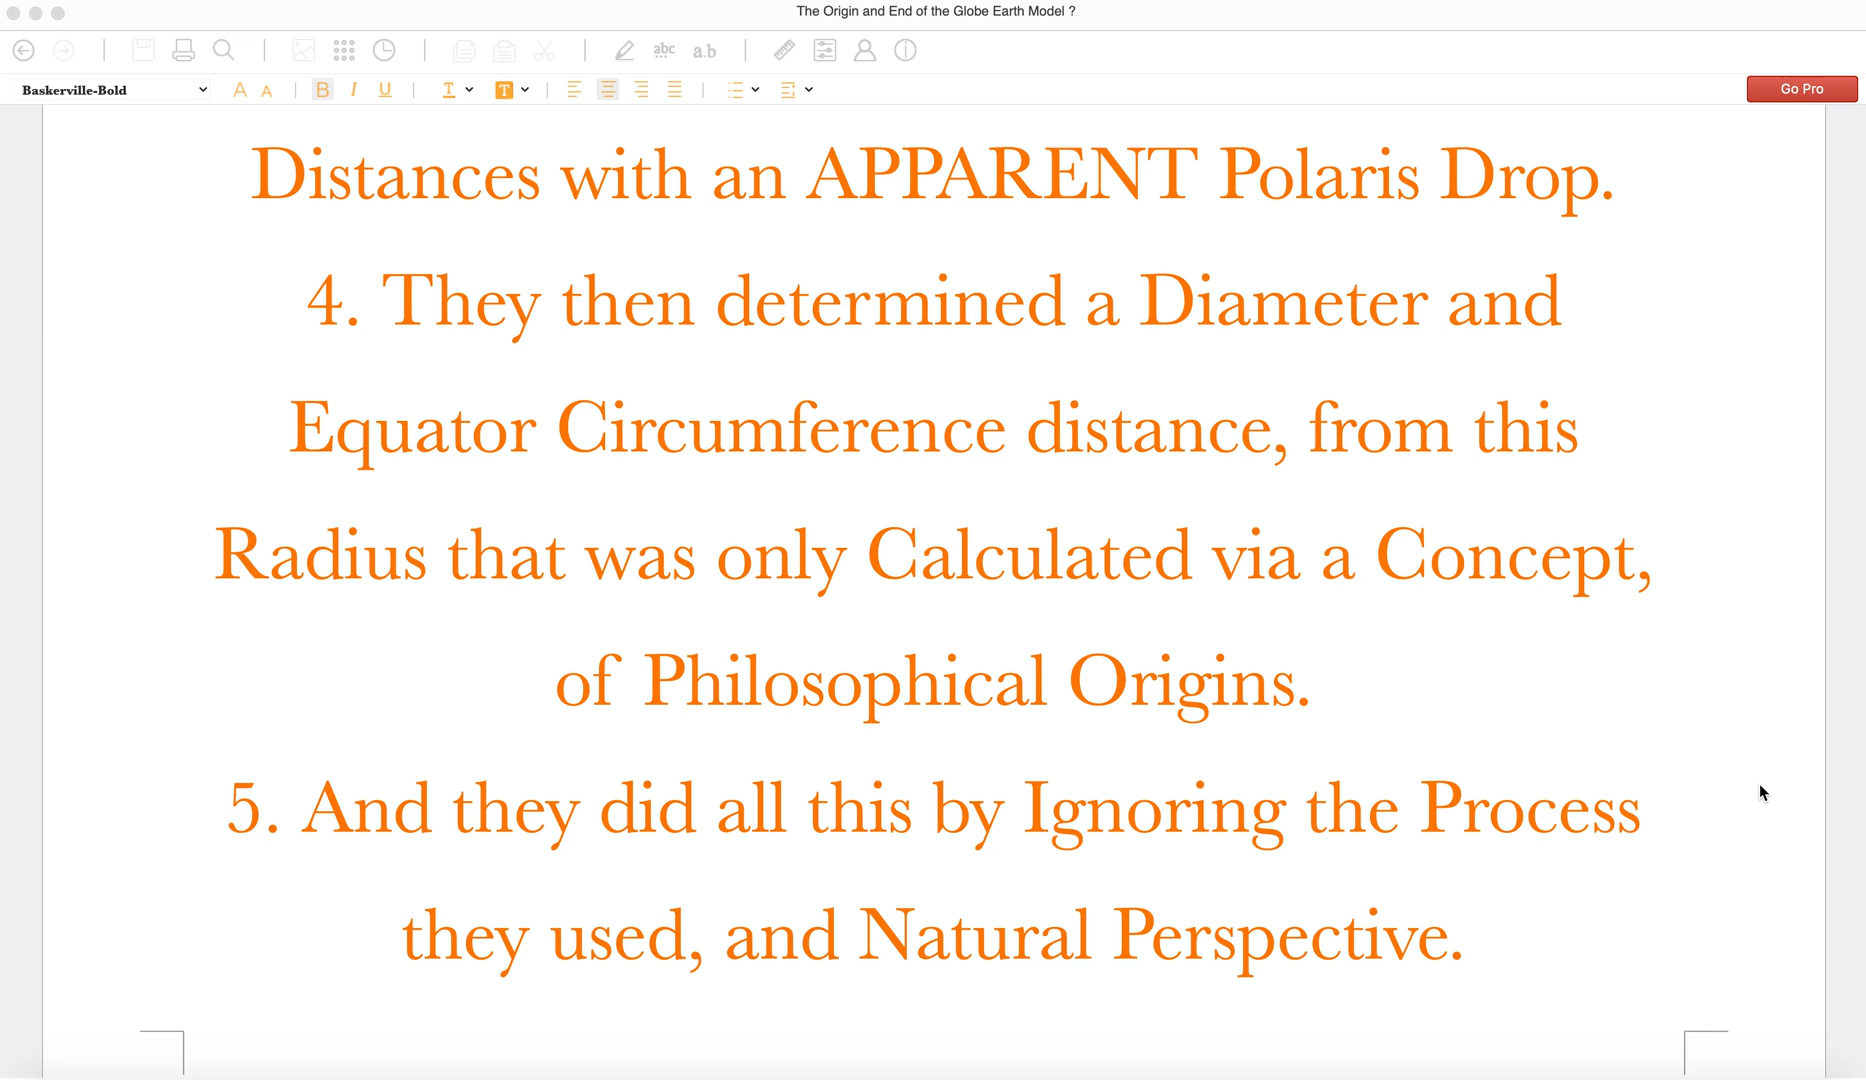 The Origin and End of the Globe Earth Model ?
abc
a.b
Baskerville-Bold
A A B I U T T
Go Pro
Distances with an APPARENT Polaris Drop.
4. They then determined a Diameter and
Equator Circumference distance, from this
Radius that was only Calculated via a Concept,
of Philosophical Origins.
5. And they did all this by Ignoring the Process
they used, and Natural Perspective.